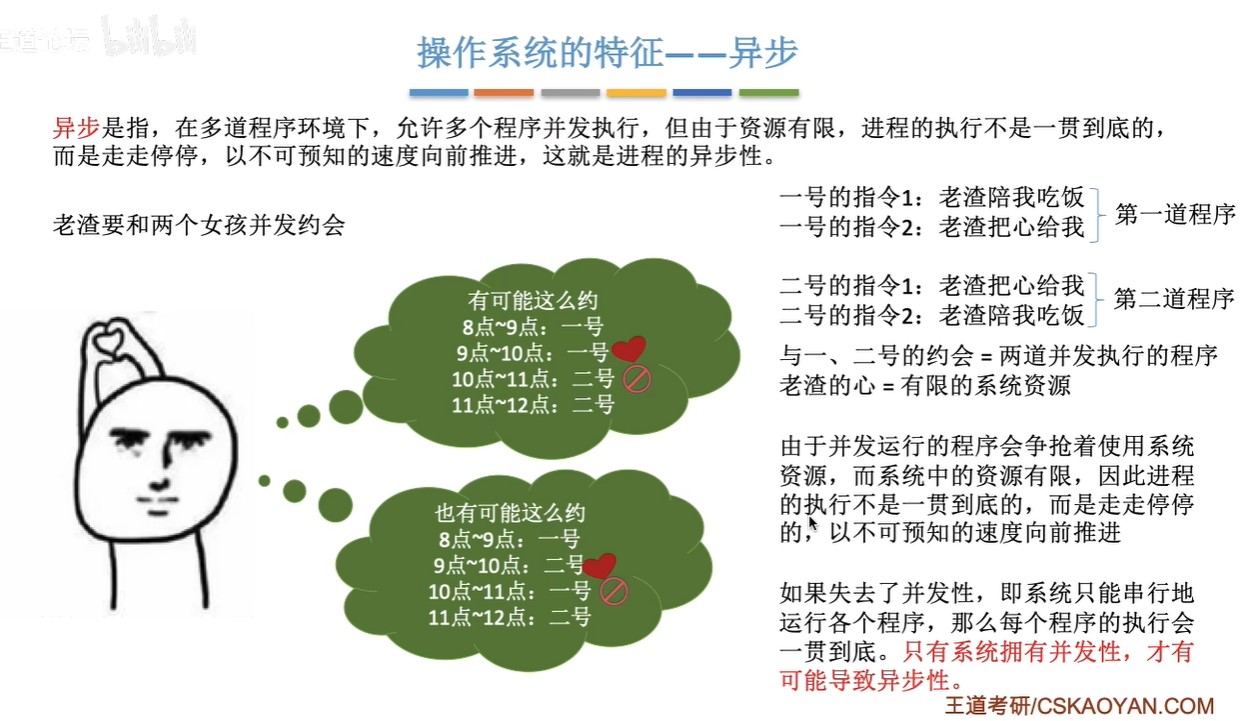 操作系统的特征——异步
异步是指，在多道程序环境下，允许多个程序并发执行，但由于资源有限，进程的执行不是一贯到底的，
而是走走停停，以不可预知的速度向前推进，这就是进程的异步性。
老渣要和两个女孩并发约会
有可能这么约
8点~9点：一号
9点~10点：一号
10点~11点：二号
11点~12点：二号
也有可能这么约
8点~9点：一号
9点~10点：二号
10点~11点：一号
11点~12点：二号
一号的指令1：老渣陪我吃饭
一号的指令2：老渣把心给我
第一道程序
二号的指令1：老渣把心给我
二号的指令2：老渣陪我吃饭
第二道程序
与一、二号的约会 = 两道并发执行的程序
老渣的心 = 有限的系统资源
由于并发运行的程序会争抢着使用系统
资源，而系统中的资源有限，因此进程
的执行不是一贯到底的，而是走走停停
的，以不可预知的速度向前推进
如果失去了并发性，即系统只能串行地
运行各个程序，那么每个程序的执行会
一贯到底。只有系统拥有并发性，才有
可能导致异步性。
王道考研/CSKAOYAN.COM
bilibili